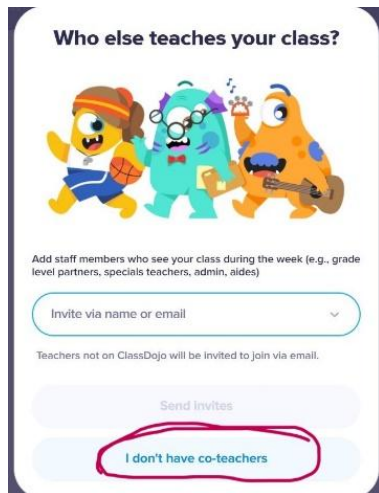 Who else teaches your class?
Add staff members who see your class during the week (e.g., grade
level partners, specials teachers, admin, aides)
Invite via name or email
Teachers not on ClassDojo will be invited to join via email.
Send Invites
I don't have co-teachers